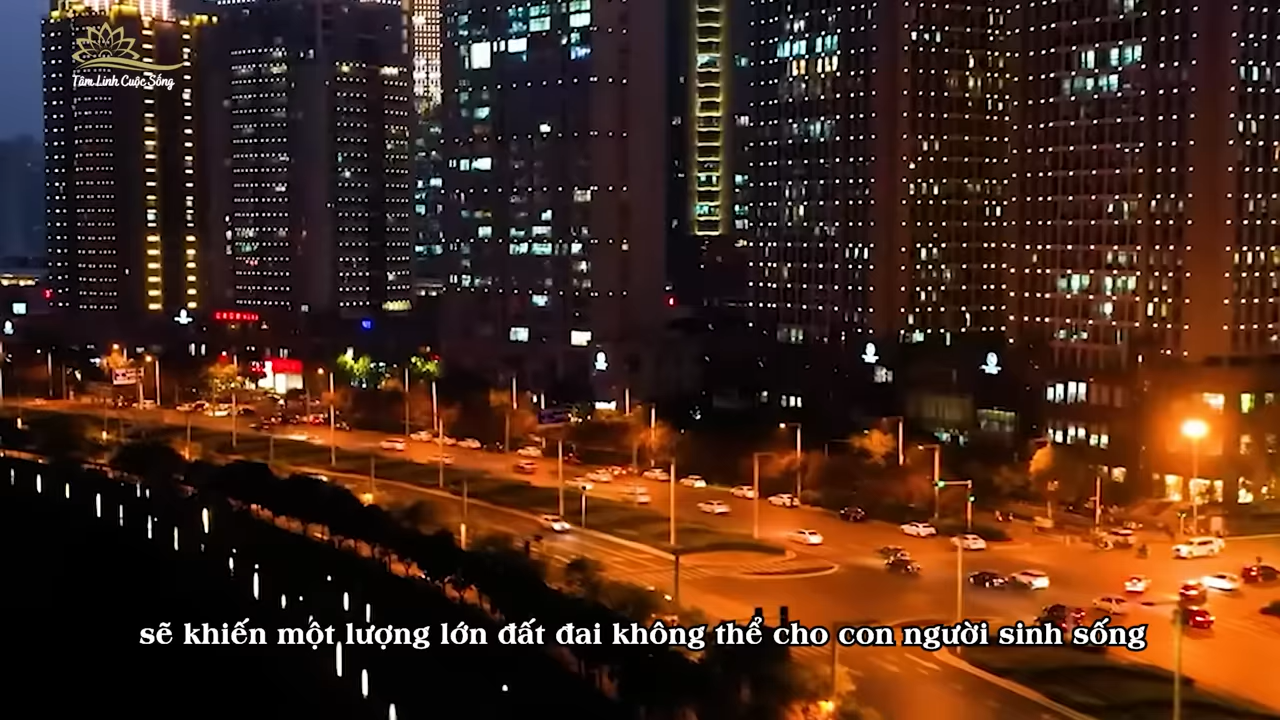 Tâm Linh Cuộc Sống
sẽ khiến một lượng lớn đất đai không thể cho con người sinh sống